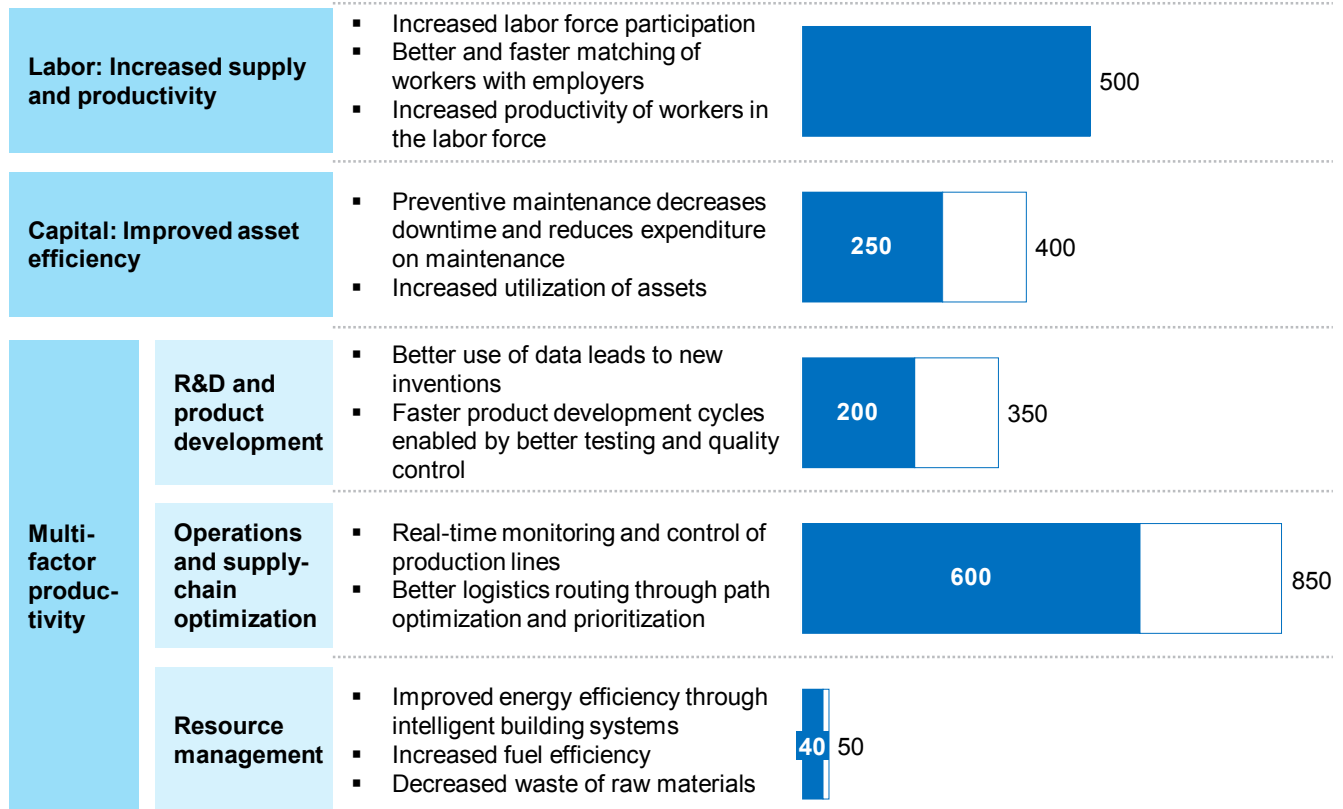 Labor: Increased supply
and productivity
▪ Increased labor force participation
▪ Better and faster matching of
workers with employers
▪ Increased productivity of workers in
the labor force
500
Capital: Improved asset
efficiency
▪ Preventive maintenance decreases
downtime and reduces expenditure
on maintenance
▪ Increased utilization of assets
250
400
Multi-
factor
produc-
tivity
R&D and
product
development
▪ Better use of data leads to new
inventions
▪ Faster product development cycles
enabled by better testing and quality
control
200
350
Operations
and supply-
chain
optimization
▪ Real-time monitoring and control of
production lines
▪ Better logistics routing through path
optimization and prioritization
600
850
Resource
management
▪ Improved energy efficiency through
intelligent building systems
▪ Increased fuel efficiency
▪ Decreased waste of raw materials
40
50